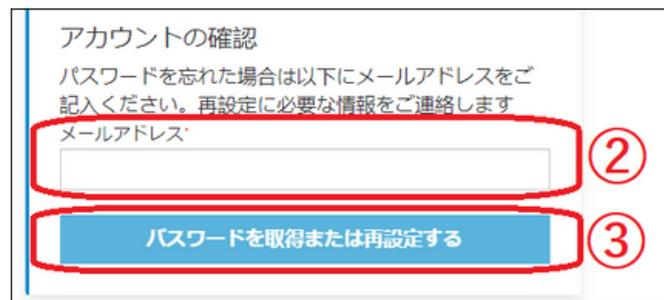 アカウントの確認
パスワードを忘れた場合は以下にメールアドレスをご
記入ください。再設定に必要な情報をご連絡します
メールアドレス*
②
パスワードを取得または再設定する
③